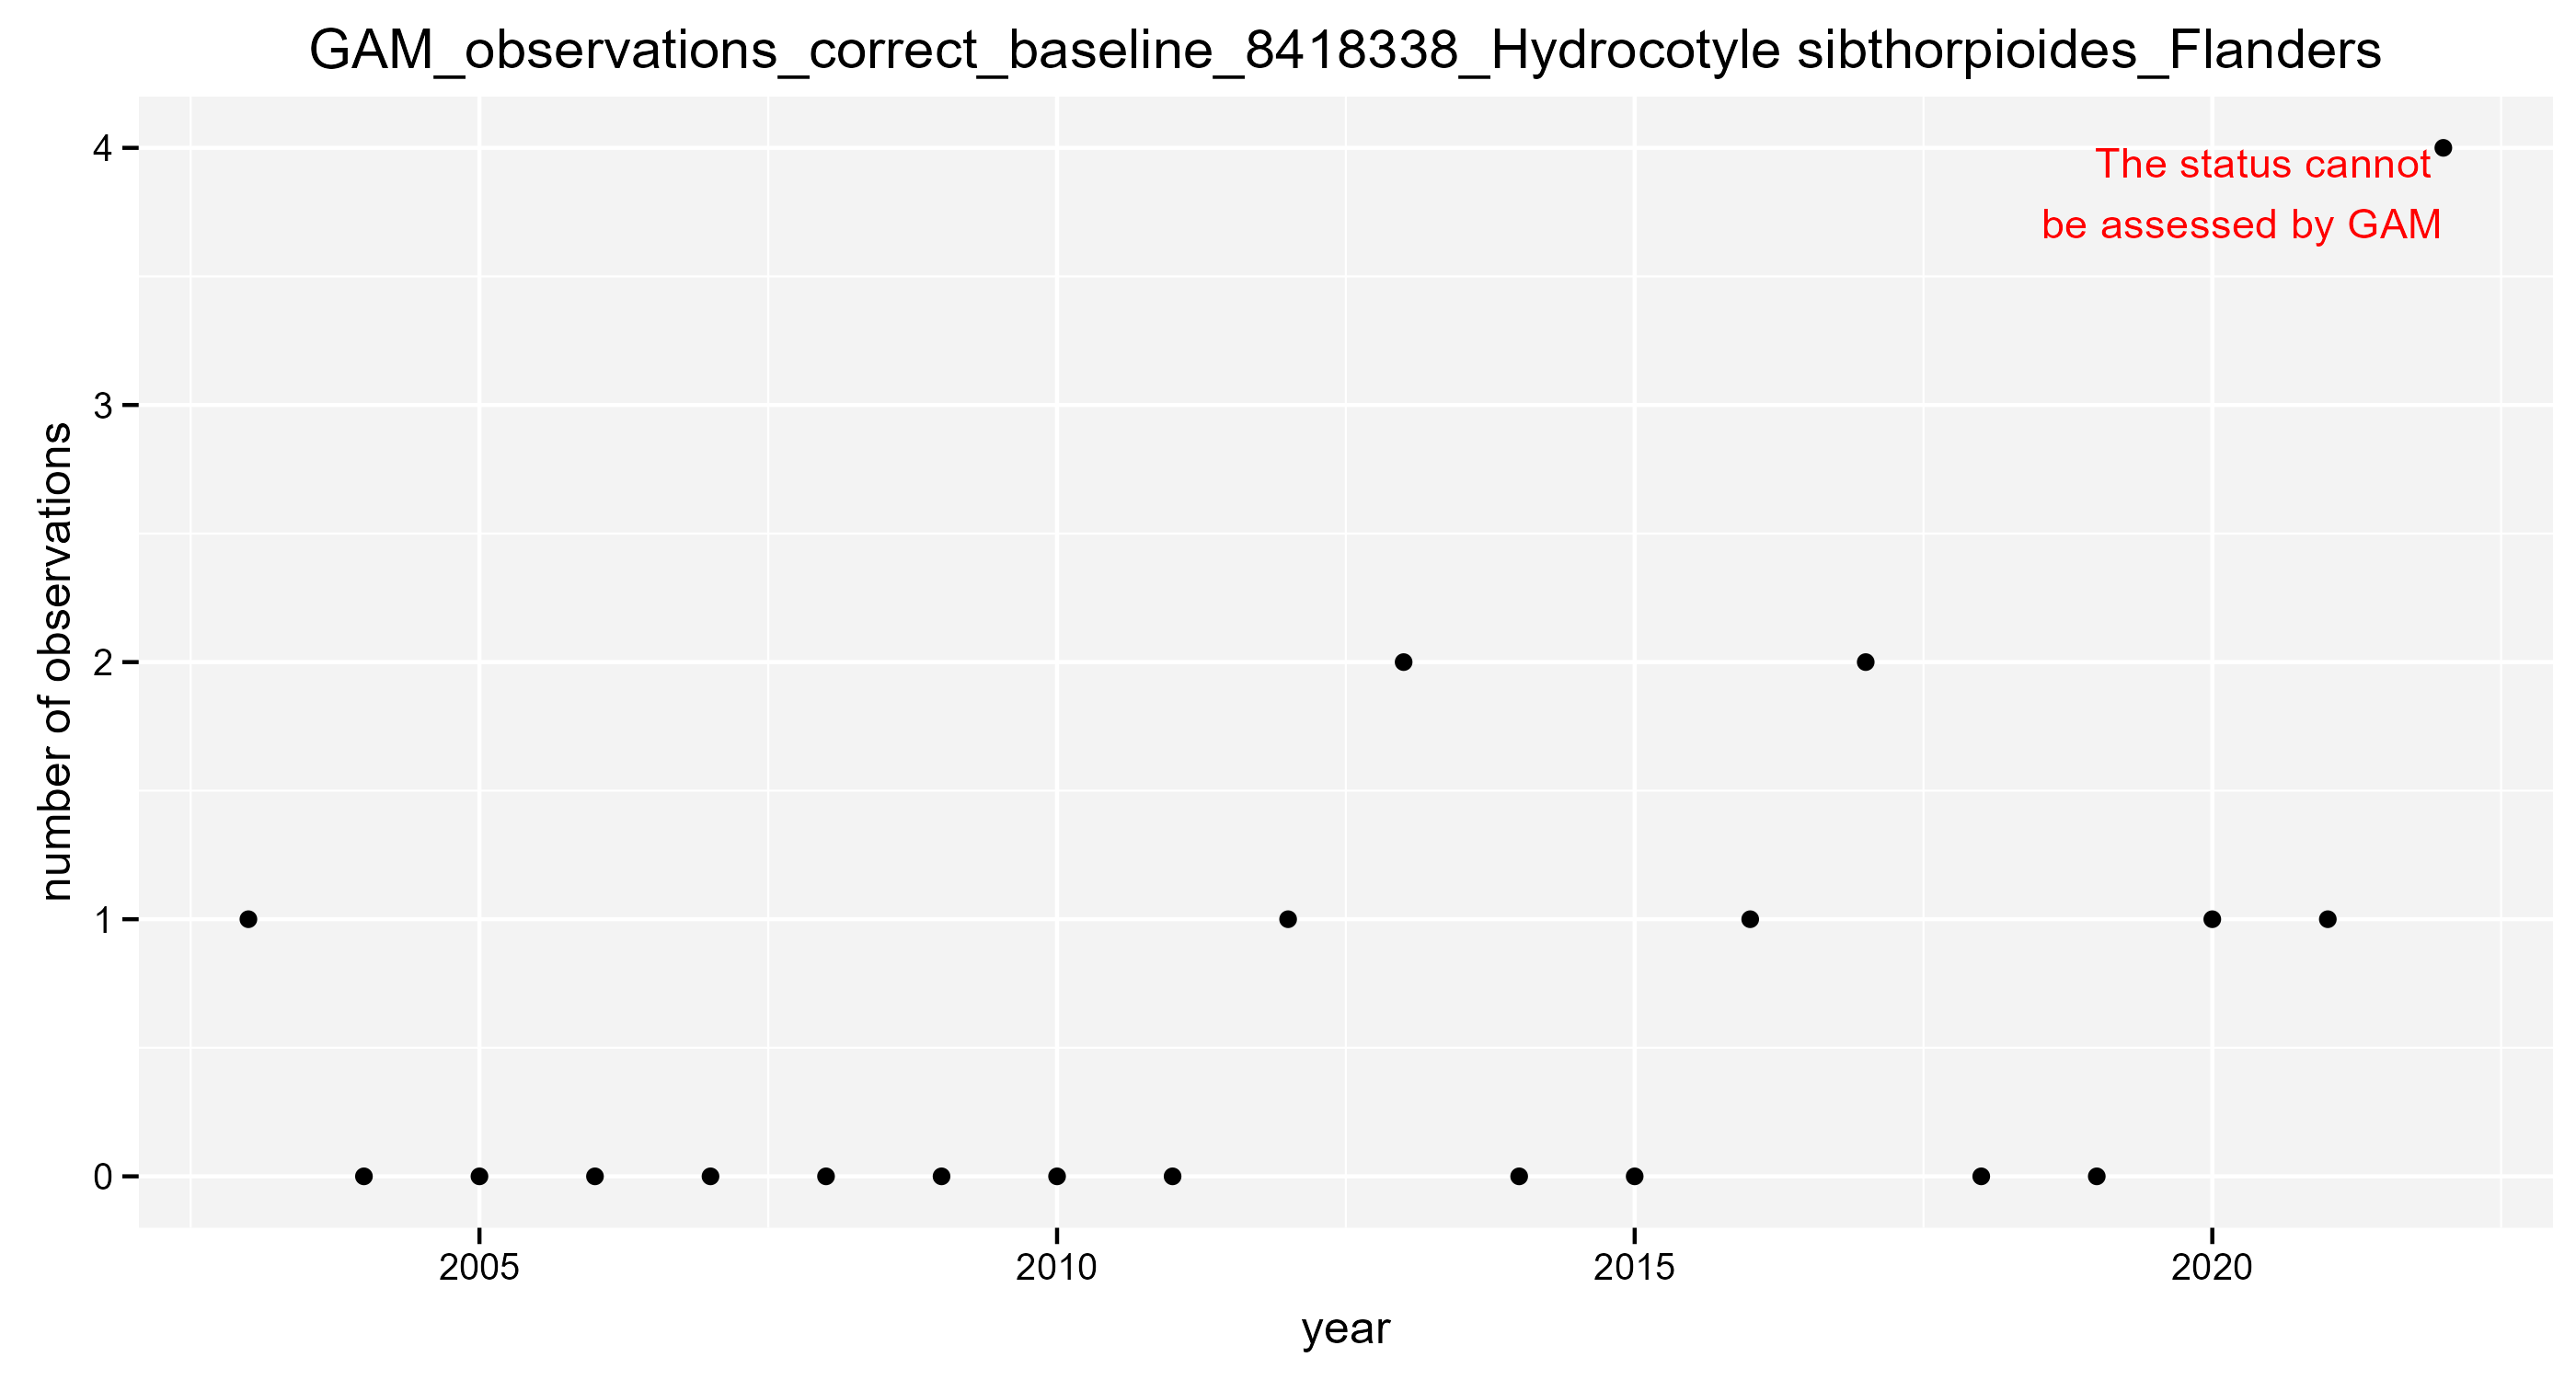 GAM_observations_correct_baseline_8418338_Hydrocotyle sibthorpioides_Flanders
4
The status cannot
be assessed by GAM
3
number of observations
2
1
0
2005
2010
2015
2020
year